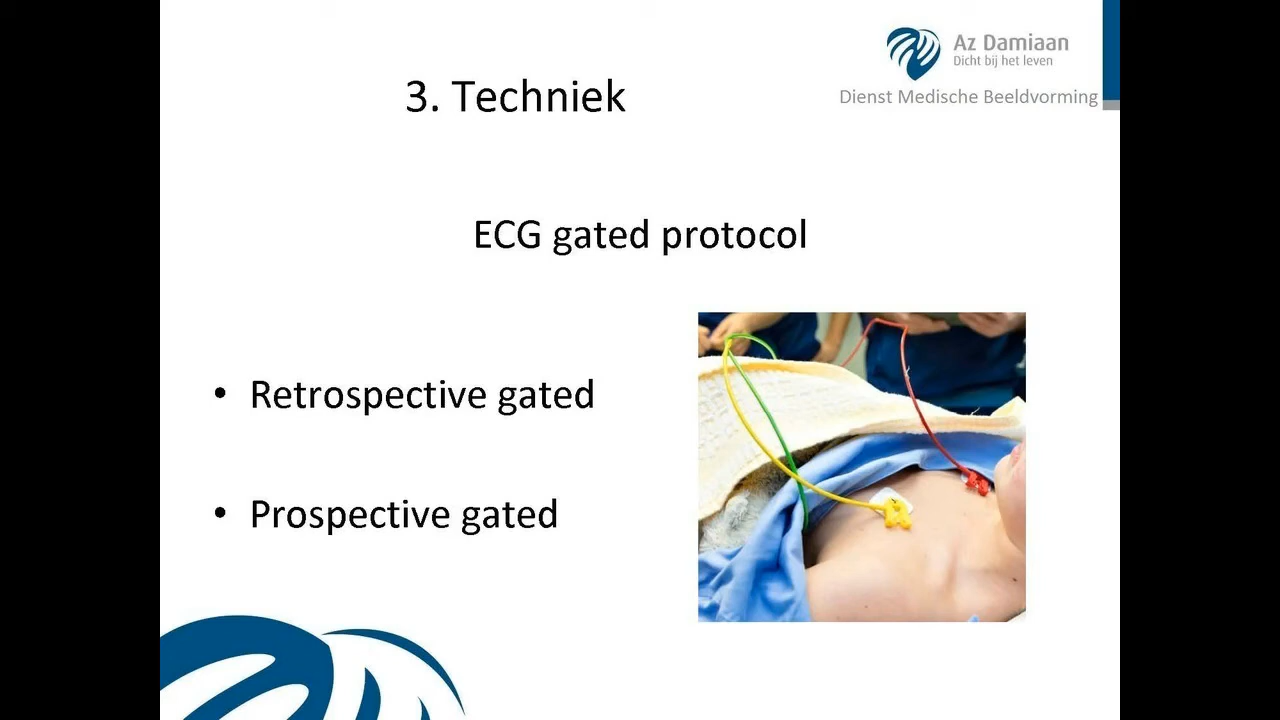 Az Damiaan
Dicht bij het leven
Dienst Medische Beeldvorming
3. Techniek
ECG gated protocol
• Retrospective gated
• Prospective gated